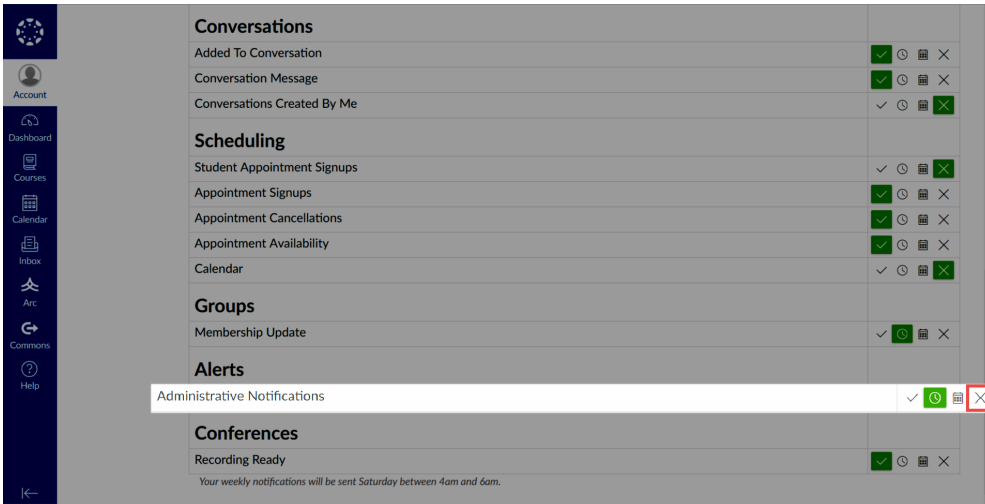 Account
Dashboard
Courses
Calendar
Inbox
Arc
Commons
Help
Conversations
Added To Conversation
Conversation Message
Conversations Created By Me
Scheduling
Student Appointment Signups
Appointment Signups
Appointment Cancellations
Appointment Availability
Calendar
Groups
Membership Update
Alerts
Administrative Notifications
Conferences
Recording Ready
Your weekly notifications will be sent Saturday between 4am and 6am.